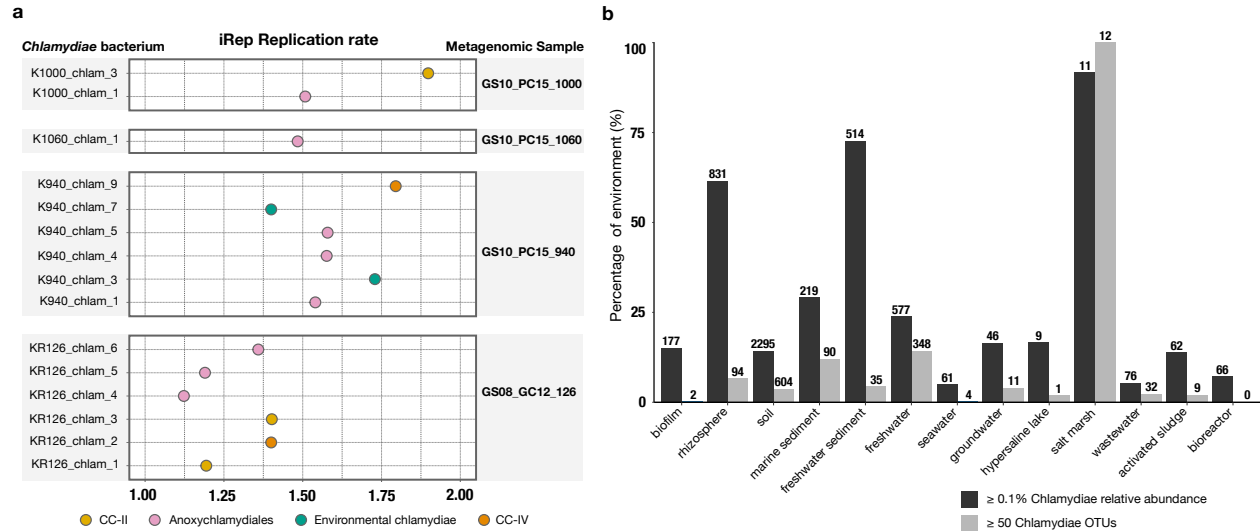 a
Chlamydiae bacterium
iRep Replication rate
Metagenomic Sample
K1000_chlam_3
K1000_chlam_1
GS10_PC15_1000
K1060_chlam_1
GS10_PC15_1060
K940_chlam_9
K940_chlam_7
K940_chlam_5
K940_chlam_4
K940_chlam_3
K940_chlam_1
GS10_PC15_940
KR126_chlam_6
KR126_chlam_5
KR126_chlam_4
KR126_chlam_3
KR126_chlam_2
KR126_chlam_1
GS08_GC12_126
1.00 1.25 1.50 1.75 2.00
CC-II Anoxychlamydiales Environmental chlamydiae CC-IV
b
Percentage of environment (%)
100
75
50
25
0
177 2
831 94
2295 604
219 90
514 35
577 348
61 4
46 11
9 1
11 12
76 32
62 9
66 0
biofilm
rhizosphere
soil
marine sediment
freshwater sediment
freshwater
seawater
groundwater
hypersaline lake
salt marsh
wastewater
activated sludge
bioreactor
≥ 0.1% Chlamydiae relative abundance
≥ 50 Chlamydiae OTUs